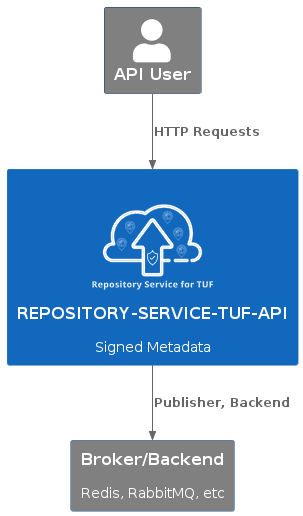 API User
HTTP Requests
Repository Service for TUF
REPOSITORY-SERVICE-TUF-API
Signed Metadata
Publisher, Backend
Broker/Backend
Redis, RabbitMQ, etc